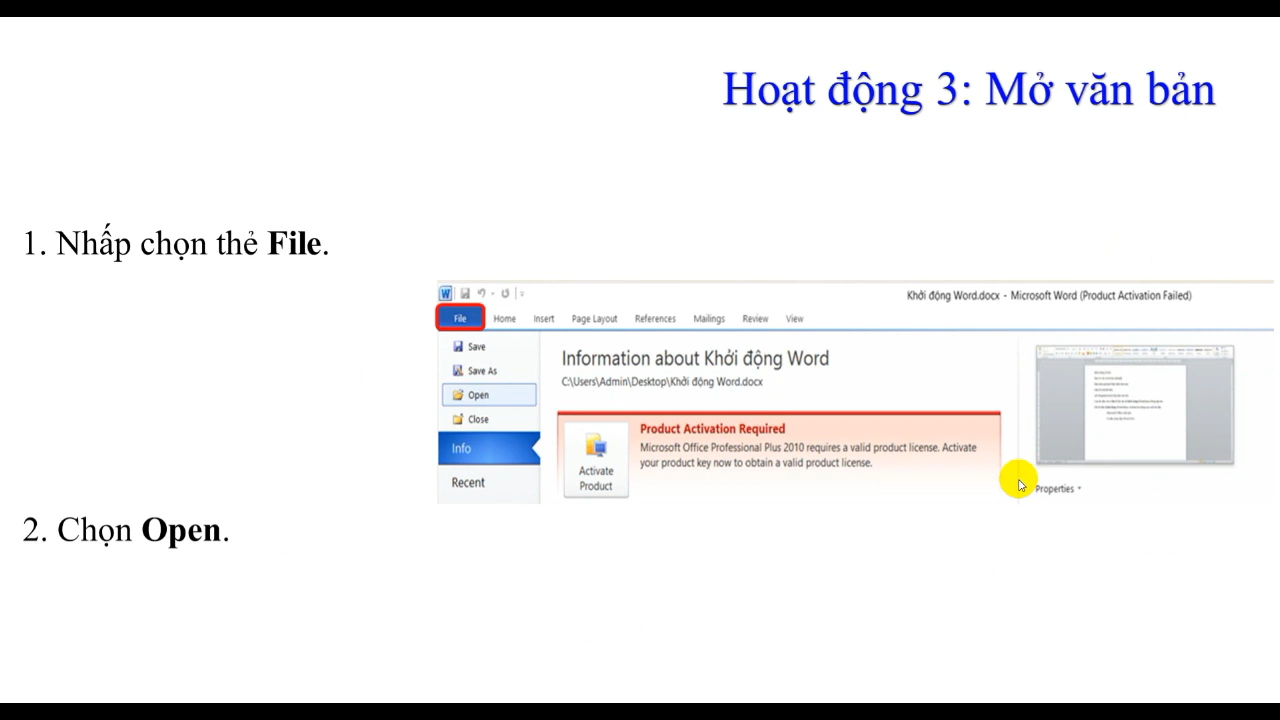 Hoạt động 3: Mở văn bản
1. Nhấp chọn thẻ File.
Khởi động Word.docx - Microsoft Word (Product Activation Failed)
File Home Insert Page Layout References Mailings Review View
Save
Save As
Open
Close
Info
Recent
Information about Khởi động Word
C:\Users\Admin\Desktop\Khởi động Word.docx
Activate
Product
Product Activation Required
Microsoft Office Professional Plus 2010 requires a valid product license. Activate
your product key now to obtain a valid product license.
Properties
2. Chọn Open.